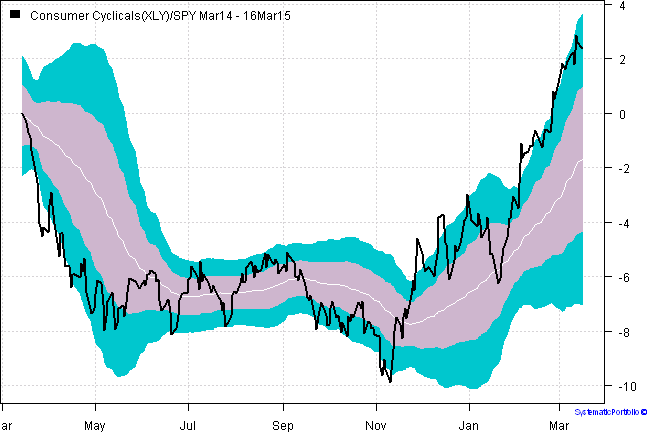 Consumer Cyclicals(XLY)/SPY Mar14 - 16Mar15
4
2
0
-2
-4
-6
-8
-10
SystematicPortfolio ©
ar May Jul Sep Nov Jan Mar